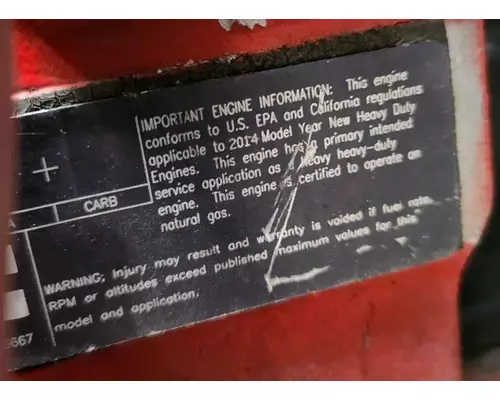 IMPORTANT ENGINE INFORMATION: This engine
conforms to U.S. EPA and California regulations
applicable to 2014 Model Year New Heavy Duty
Engines. This engine has a primary intended
service application as a heavy heavy-duty
engine. This engine is certified to operate on
natural gas.
+
A CARB
WARNING: Injury may result and warranty is voided if fuel rate,
RPM or altitudes exceed published maximum values for this
model and application.
6667